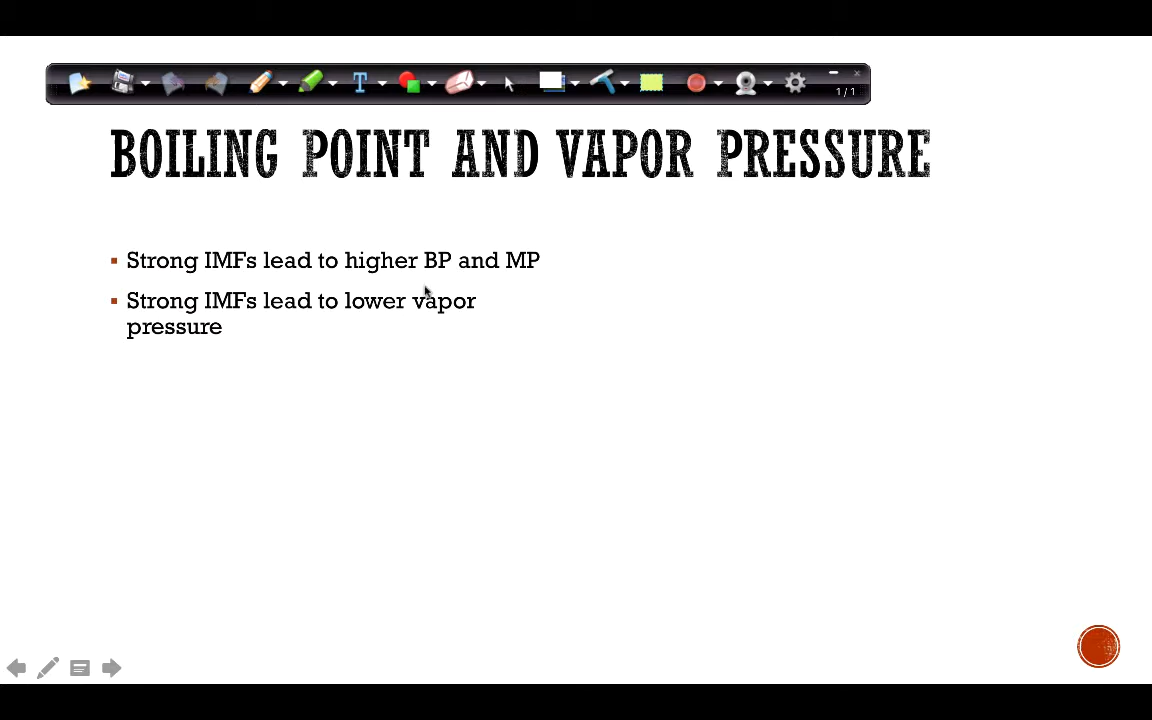 1 / 1
BOILING POINT AND VAPOR PRESSURE
▪ Strong IMFs lead to higher BP and MP
▪ Strong IMFs lead to lower vapor
pressure